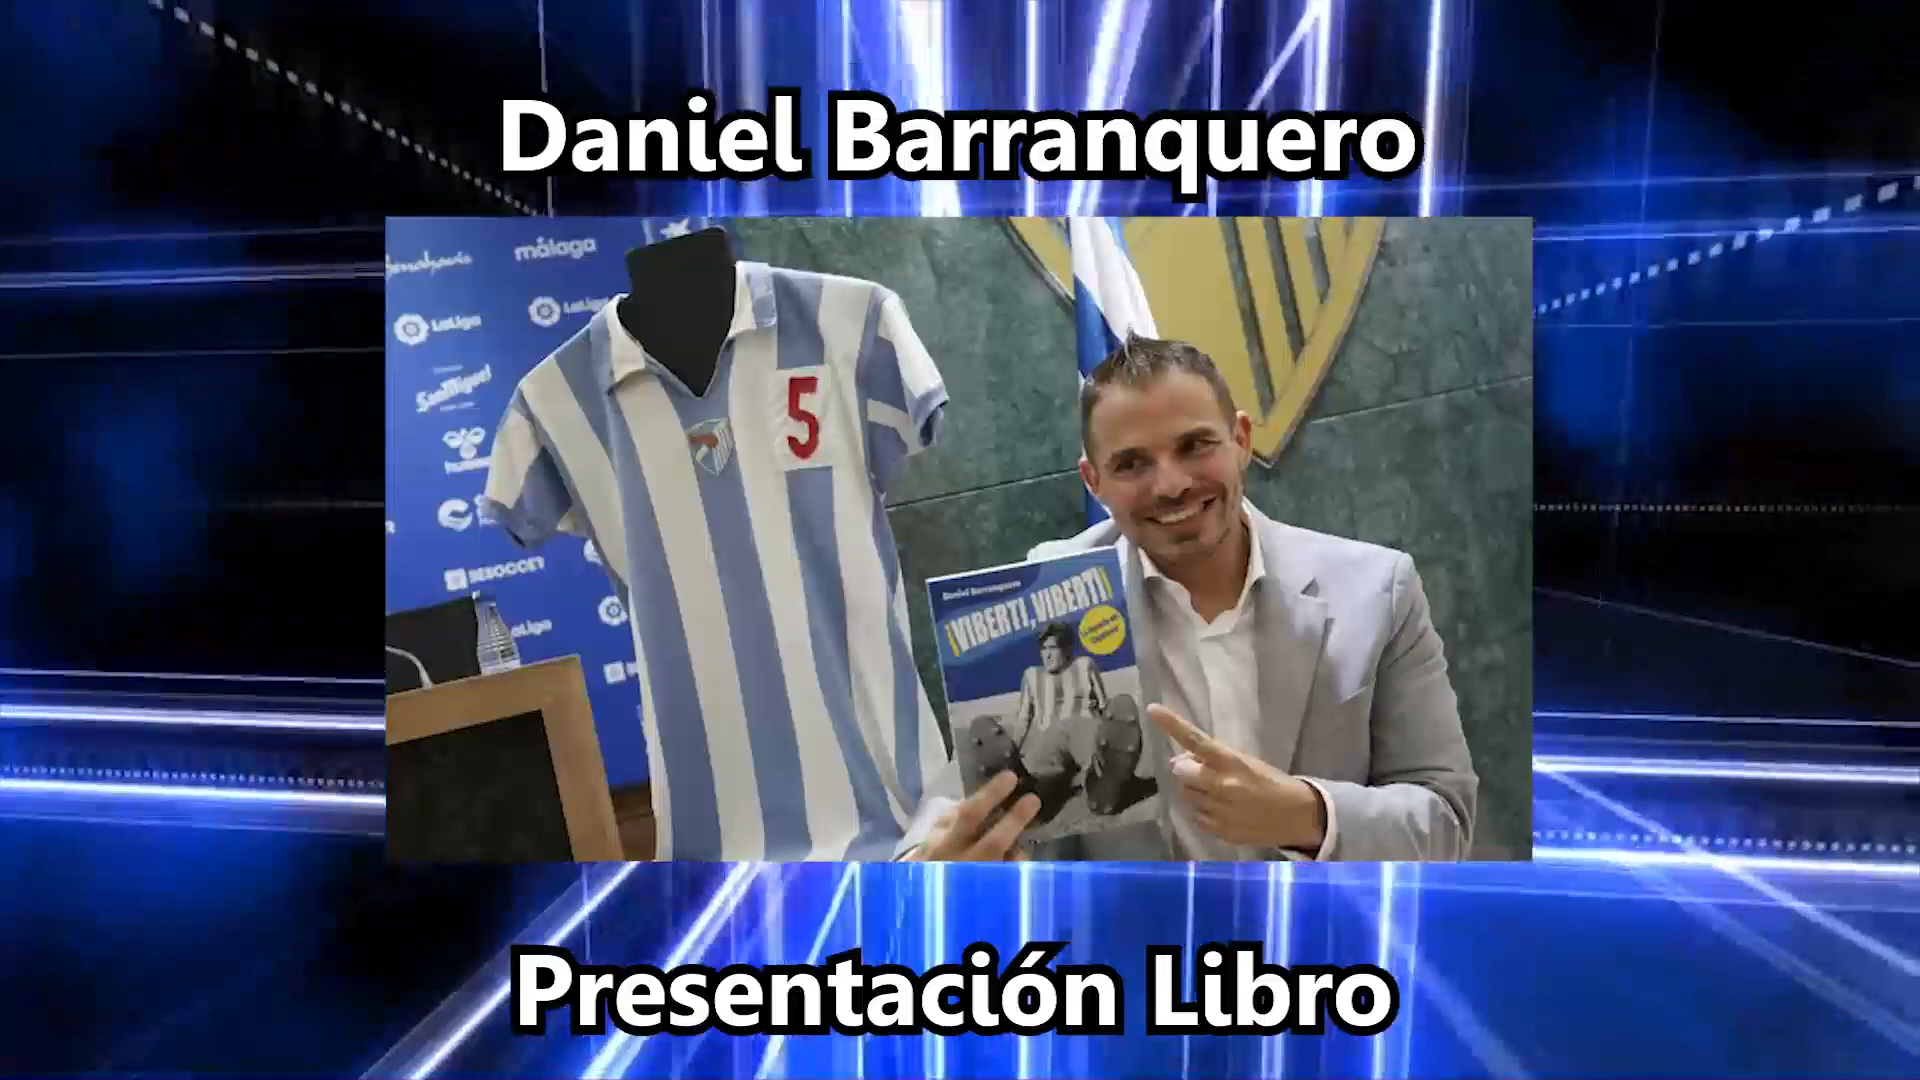 Daniel Barranquero
málaga
LaLiga
LaLiga
San Miguel
hummel
5
LaLiga
Daniel Barranquero
¡VIBERTI, VIBERTI!
Presentación Libro